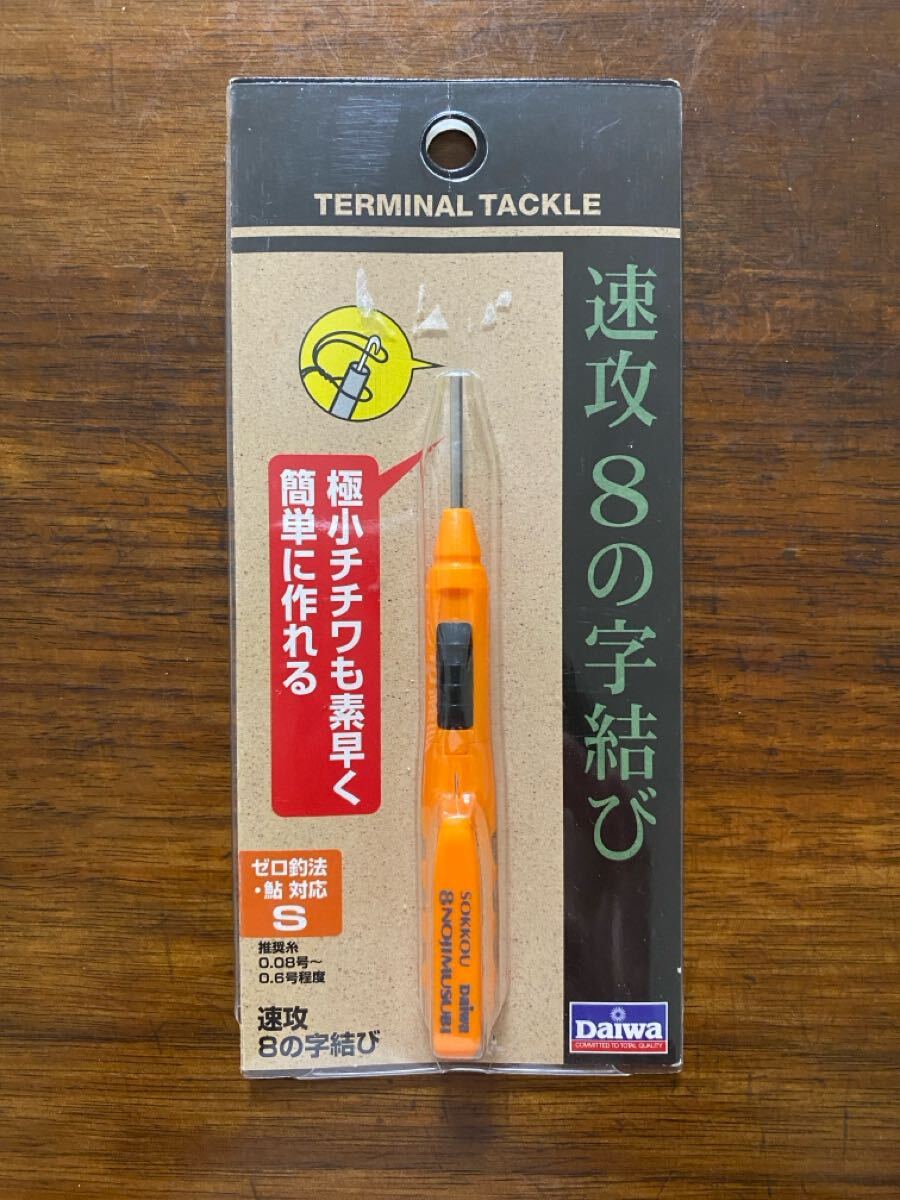 TERMINAL TACKLE
速攻8の字結び
極小チチワも素早く
簡単に作れる
ゼロ釣法
・鮎 対応
S
推奨糸
0.08号〜
0.6号程度
速攻
8の字結び
SOKKOU
8NOJIMUSUBI
Daiwa
Daiwa
COMMITTED TO TOTAL QUALITY